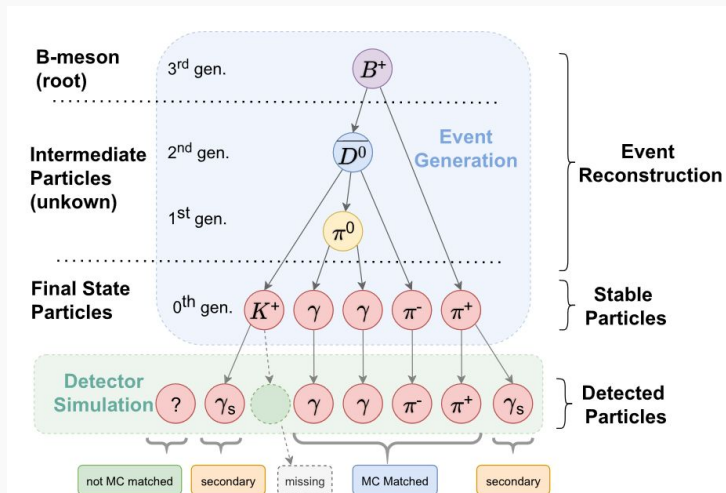 B-meson
(root)
3rd gen.
B⁺
Event
Generation
Event
Reconstruction
Intermediate
Particles
(unkown)
2nd gen.
D̅⁰
1st gen.
π⁰
Final State
Particles
0th gen.
K⁺
γ
γ
π⁻
π⁺
Stable
Particles
Detector
Simulation
?
γₛ
γ
γ
π⁻
π⁺
γₛ
Detected
Particles
not MC matched
secondary
missing
MC Matched
secondary